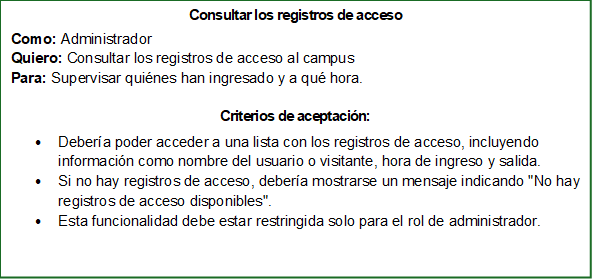 Consultar los registros de acceso
Como: Administrador
Quiero: Consultar los registros de acceso al campus
Para: Supervisar quiénes han ingresado y a qué hora.
Criterios de aceptación:
• Debería poder acceder a una lista con los registros de acceso, incluyendo
información como nombre del usuario o visitante, hora de ingreso y salida.
• Si no hay registros de acceso, debería mostrarse un mensaje indicando "No hay
registros de acceso disponibles".
• Esta funcionalidad debe estar restringida solo para el rol de administrador.